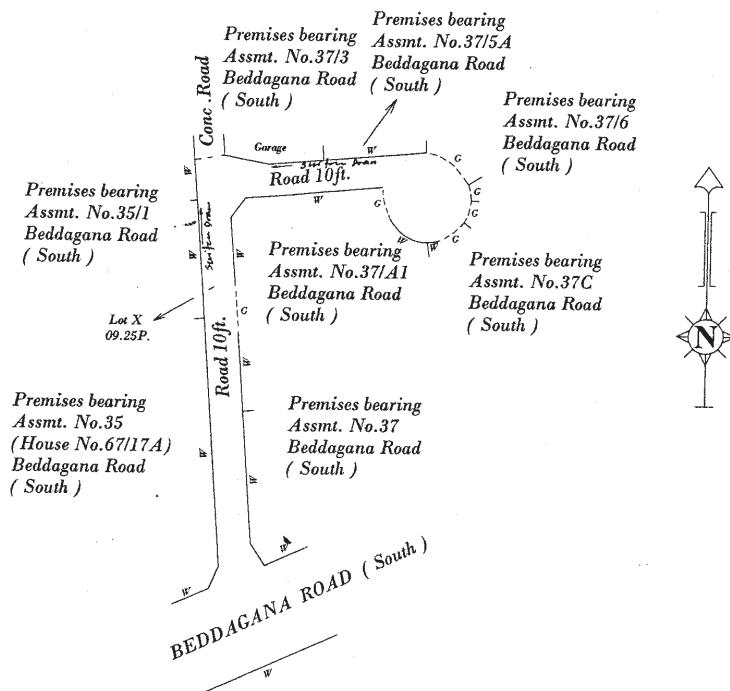 Premises bearing
Assmt. No.37/3
Beddagana Road
( South )
Premises bearing
Assmt. No.37/5A
Beddagana Road
( South )
Conc. Road
Premises bearing
Assmt. No.37/6
Beddagana Road
( South )
Garage
W
G
W
Road 10ft.
W
G
G
G
G
W
W
Premises bearing
Assmt. No.35/1
Beddagana Road
( South )
W
W
Premises bearing
Assmt. No.37/A1
Beddagana Road
( South )
Premises bearing
Assmt. No.37C
Beddagana Road
( South )
Lot X
09.25P.
G
Road 10ft.
W
N
Premises bearing
Assmt. No.35
(House No.67/17A)
Beddagana Road
( South )
Premises bearing
Assmt. No.37
Beddagana Road
( South )
W
W
W
W
BEDDAGANA ROAD ( South )
W